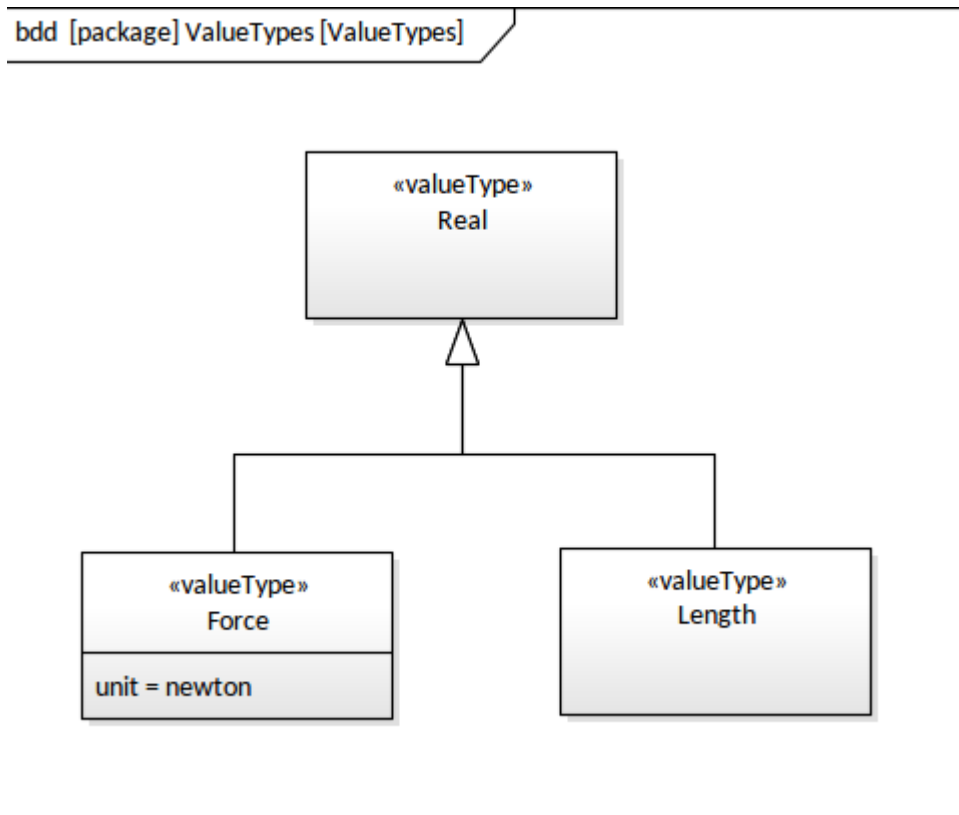 bdd [package] ValueTypes [ValueTypes]
«valueType»
Real
«valueType»
Force
unit = newton
«valueType»
Length